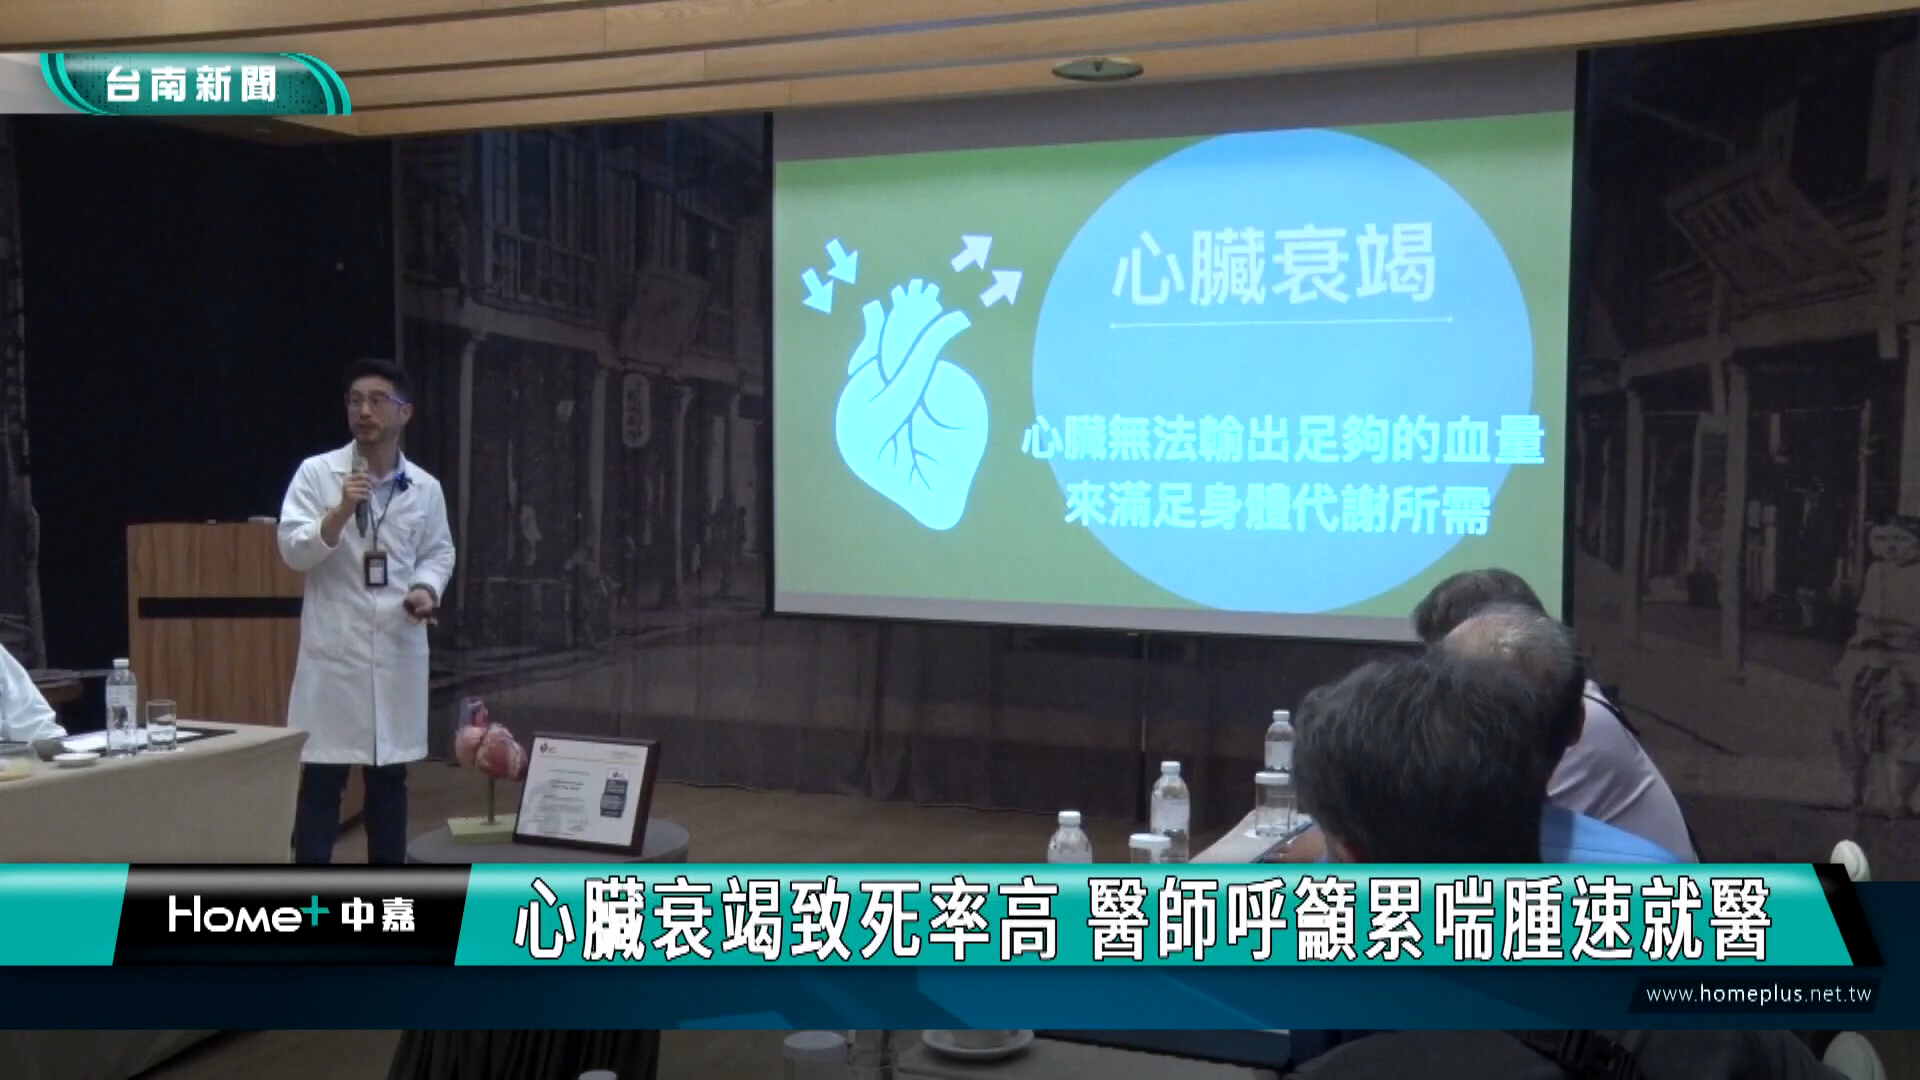 台南新聞
心臟衰竭
心臟無法輸出足夠的血量
來滿足身體代謝所需
Home+中嘉
心臟衰竭致死率高 醫師呼籲累喘腫速就醫
www.homeplus.net.tw